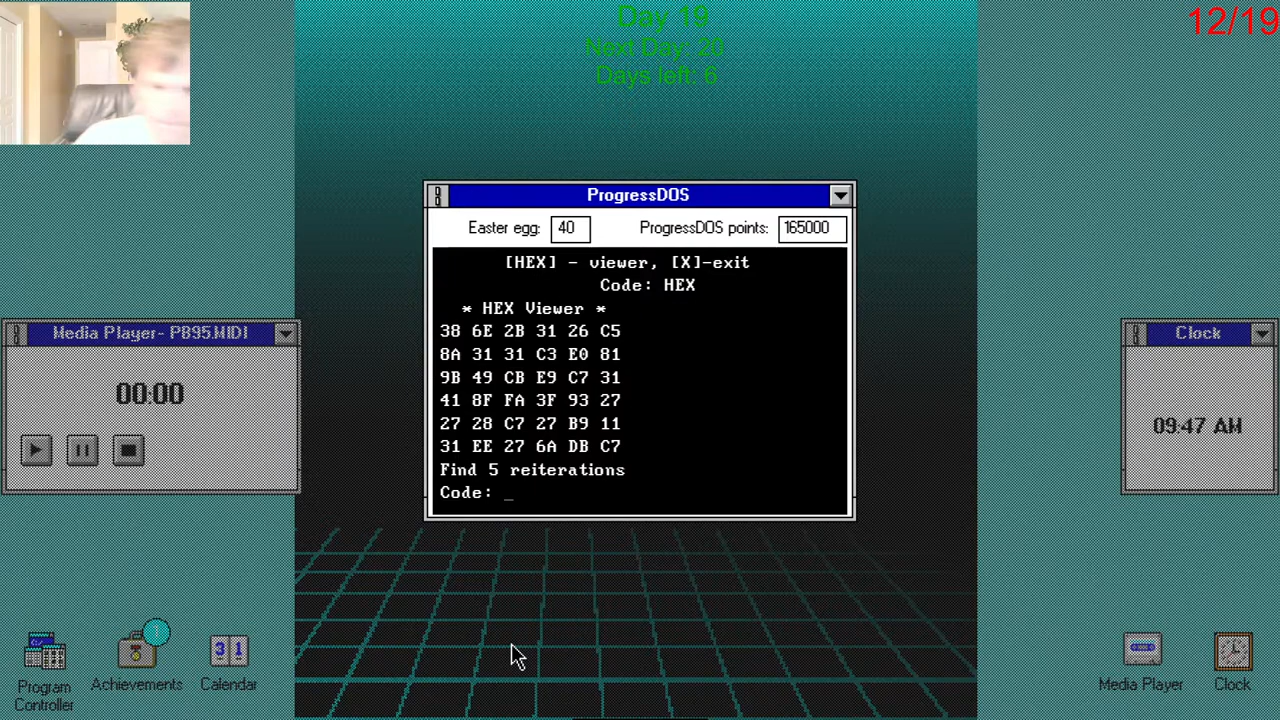 Day 19
Next Day: 20
Days left: 6
12/19
ProgressDOS
Easter egg: 40 ProgressDOS points: 165000
[HEX] - viewer, [X]-exit
Code: HEX
* HEX Viewer *
38 6E 2B 31 26 C5
8A 31 31 C3 E0 81
9B 49 CB E9 C7 31
41 8F FA 3F 93 27
27 28 C7 27 B9 11
31 EE 27 6A DB C7
Find 5 reiterations
Code: _
Media Player- PB95.MIDI
00:00
Clock
09:47 AM
Program
Controller
Achievements
31
Calendar
Media Player
Clock